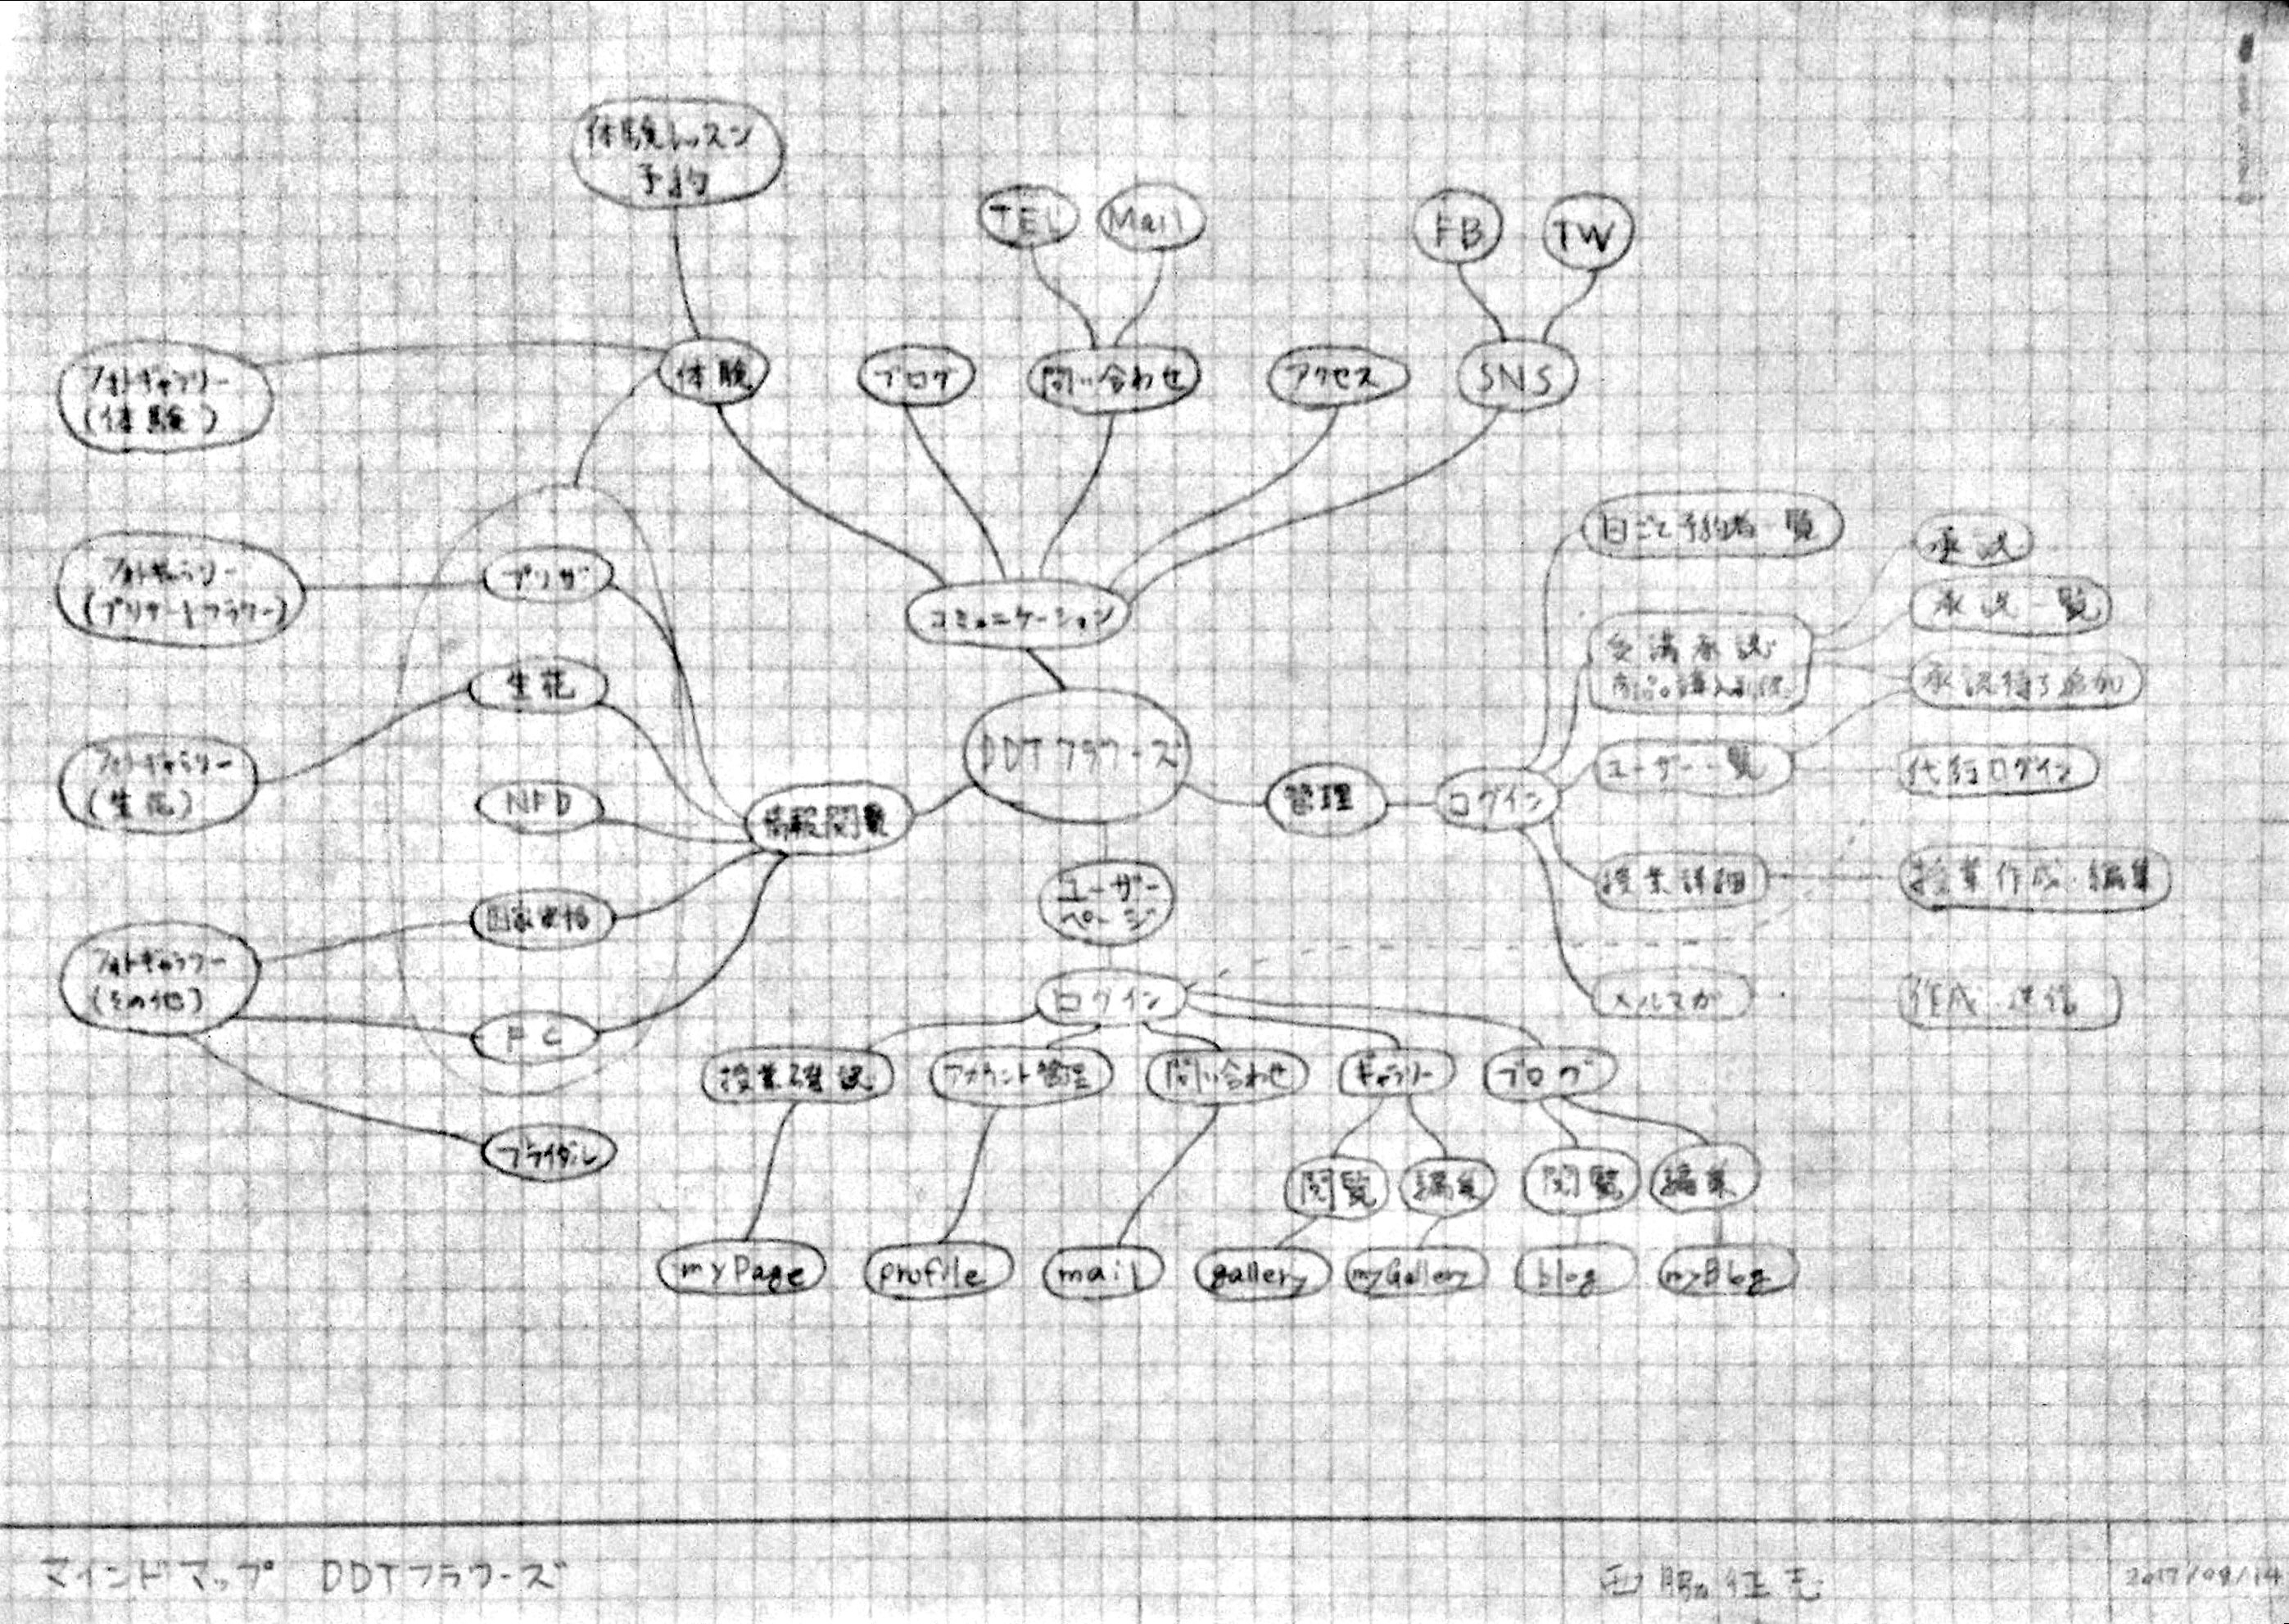 体験レッスン
予約
TEL
Mail
FB
TW
フォトギャラリー
(体験)
体験
ブログ
問い合わせ
アクセス
SNS
フォトギャラリー
(プリザーブドフラワー)
プリザ
コミュニケーション
日ごと予約者一覧
承認
承認一覧
受講承認
承認待ち追加
フォトギャラリー
(生花)
生花
NFD
情報閲覧
DDTフラワーズ
管理
ログイン
ユーザー一覧
代行ログイン
ユーザー
ページ
授業詳細
授業作成・編集
フォトギャラリー
(その他)
国家資格
FC
ブライダル
ログイン
メルマガ
作成・送信
授業確認
アカウント管理
問い合わせ
ギャラリー
ブログ
閲覧
編集
閲覧
編集
myPage
profile
mail
gallery
myGallery
blog
myBlog
マインドマップ DDTフラワーズ
2017/09/14